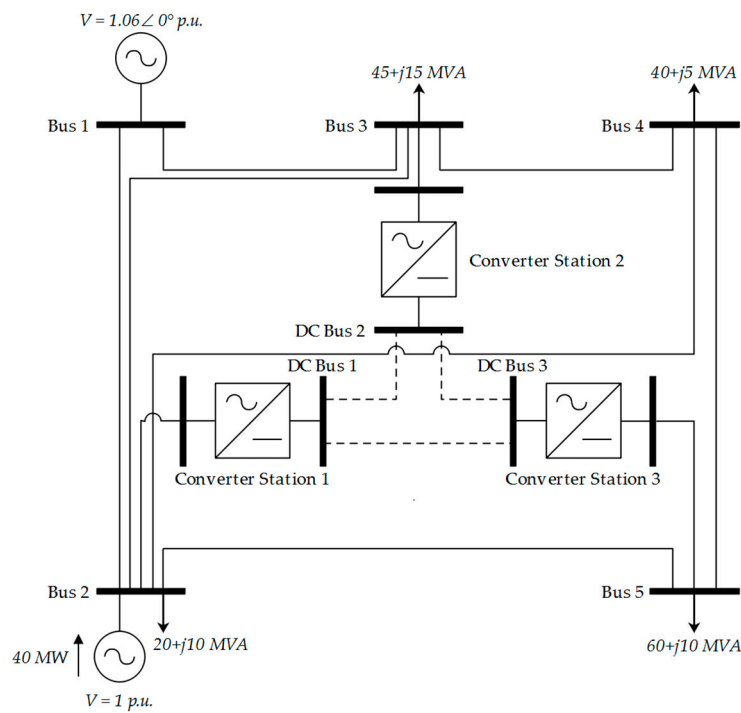 V = 1.06∠ 0° p.u.
45+j15 MVA
40+j5 MVA
Bus 1
Bus 3
Bus 4
Converter Station 2
DC Bus 2
DC Bus 1
DC Bus 3
Converter Station 1
Converter Station 3
Bus 2
Bus 5
20+j10 MVA
60+j10 MVA
40 MW
V = 1 p.u.